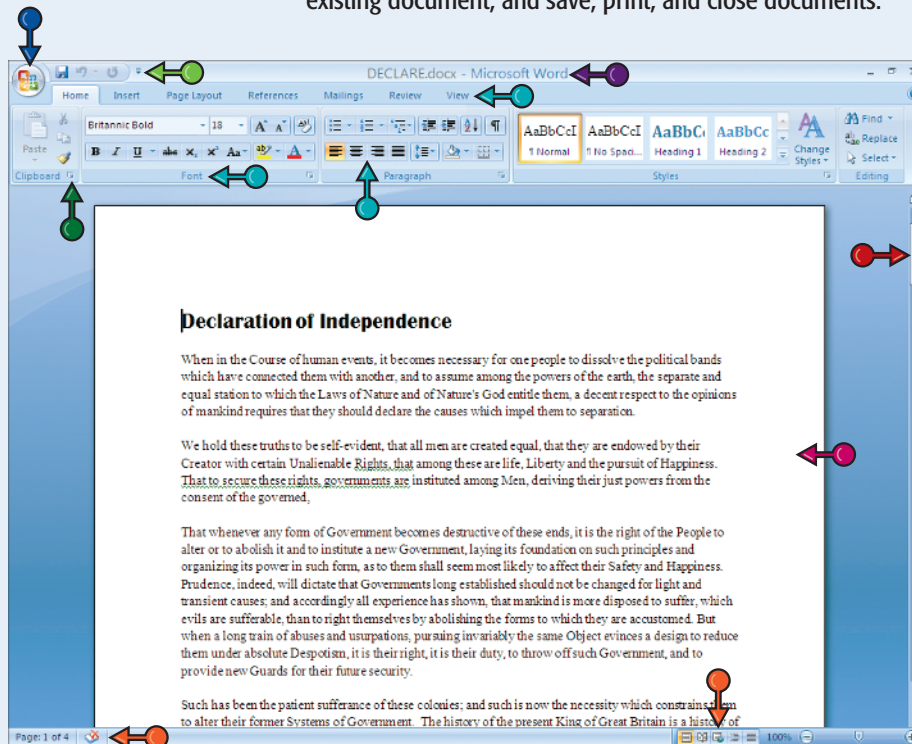 existing document, and save, print, and close documents.
DECLARE.docx - Microsoft Word
Home Insert Page Layout References Mailings Review View
Britannic Bold 18
AaBbCcI AaBbCcI AaBbC AaBbCc
Find
Replace
Select
Paste
B I U abe X₂ X² Aa ab A
¶ Normal ¶ No Spaci... Heading 1 Heading 2
Change
Styles
Clipboard Font Paragraph Styles Editing
Declaration of Independence
When in the Course of human events, it becomes necessary for one people to dissolve the political bands
which have connected them with another, and to assume among the powers of the earth, the separate and
equal station to which the Laws of Nature and of Nature's God entitle them, a decent respect to the opinions
of mankind requires that they should declare the causes which impel them to separation.
We hold these truths to be self-evident, that all men are created equal, that they are endowed by their
Creator with certain Unalienable Rights, that among these are life, Liberty and the pursuit of Happiness.
That to secure these rights, governments are instituted among Men, deriving their just powers from the
consent of the governed,
That whenever any form of Government becomes destructive of these ends, it is the right of the People to
alter or to abolish it and to institute a new Government, laying its foundation on such principles and
organizing its power in such form, as to them shall seem most likely to affect their Safety and Happiness.
Prudence, indeed, will dictate that Governments long established should not be changed for light and
transient causes; and accordingly all experience has shown, that mankind is more disposed to suffer, which
evils are sufferable, than to right themselves by abolishing the forms to which they are accustomed. But
when a long train of abuses and usurpations, pursuing invariably the same Object evinces a design to reduce
them under absolute Despotism, it is their right, it is their duty, to throw off such Government, and to
provide new Guards for their future security.
Such has been the patient sufferance of these colonies; and such is now the necessity which constrains them
to alter their former Systems of Government. The history of the present King of Great Britain is a history of
Page: 1 of 4 100%